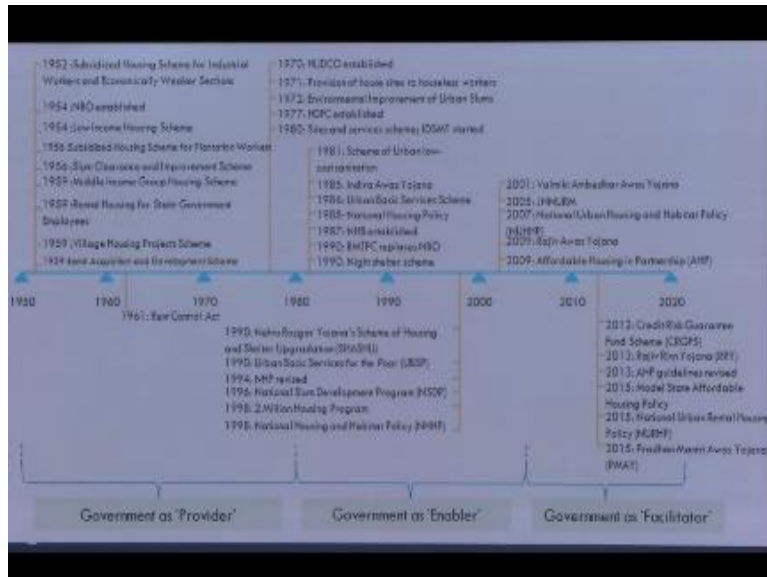 1952: Subsidized Housing Scheme for Industrial
Workers and Economically Weaker Sections
1954: NBO established
1954: Low Income Housing Scheme
1956: Subsidized Housing Scheme for Plantation Workers
1956: Slum Clearance and Improvement Scheme
1959: Middle Income Group Housing Scheme
1959: Rental Housing for State Government
Employees
1959: Village Housing Projects Scheme
1959: Land Acquisition and Development Scheme
1970: HUDCO established
1971: Provision of house sites to houseless workers
1972: Environmental Improvement of Urban Slums
1977: HDFC established
1980: Sites and services scheme; IDSMT started
1981: Scheme of Urban low-
cost sanitation
1985: Indira Awas Yojana
1986: Urban Basic Services Scheme
1988: National Housing Policy
1987: NHB established
1990: BMTPC replaces NBO
1990: Night shelter scheme
2001: Valmiki Ambedkar Awas Yojana
2005: JNNURM
2007: National Urban Housing and Habitat Policy
(NUHHP)
2009: Rajiv Awas Yojana
2009: Affordable Housing in Partnership (AHP)
1950 1960 1970 1980 1990 2000 2010 2020
1961: Rent Control Act
1990: Nehru Rozgar Yojana's Scheme of Housing
and Shelter Upgradation (SHASHU)
1990: Urban Basic Services for the Poor (UBSP)
1994: NHP revised
1996: National Slum Development Program (NSDP)
1998: 2 Million Housing Program
1998: National Housing and Habitat Policy (NHHP)
2012: Credit Risk Guarantee
Fund Scheme (CRGFS)
2013: Rajiv Rinn Yojana (RRY)
2013: AHP guidelines revised
2015: Model State Affordable
Housing Policy
2015: National Urban Rental Housing
Policy (NURHP)
2015: Pradhan Mantri Awas Yojana
(PMAY)
Government as 'Provider'
Government as 'Enabler'
Government as 'Facilitator'